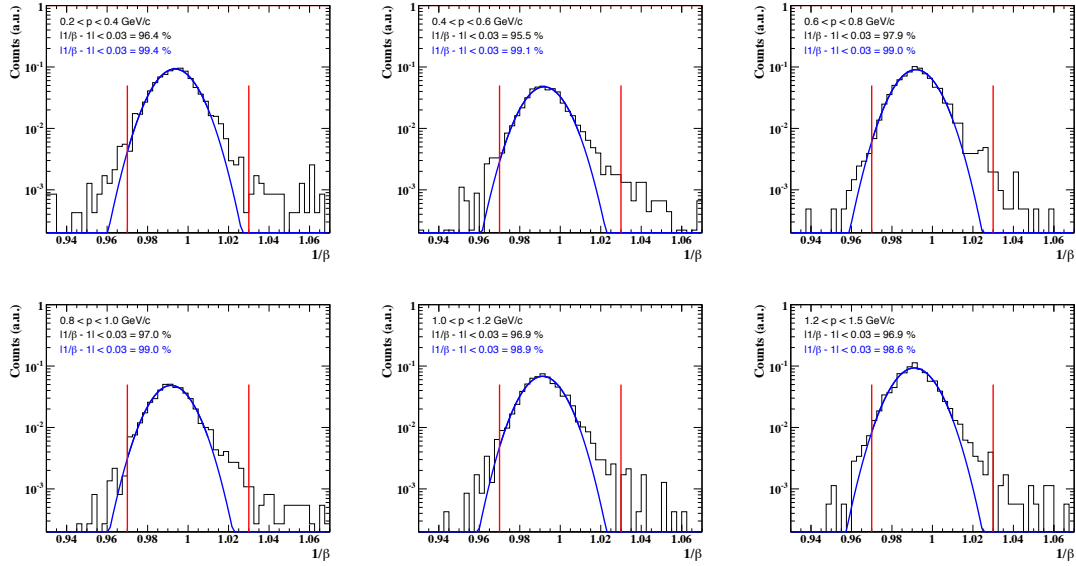 Counts (a.u.)
1
10⁻¹
10⁻²
10⁻³
0.2 < p < 0.4 GeV/c
|1/β - 1| < 0.03 = 96.4 %
|1/β - 1| < 0.03 = 99.4 %
0.94 0.96 0.98 1 1.02 1.04 1.06
1/β
Counts (a.u.)
1
10⁻¹
10⁻²
10⁻³
0.4 < p < 0.6 GeV/c
|1/β - 1| < 0.03 = 95.5 %
|1/β - 1| < 0.03 = 99.1 %
0.94 0.96 0.98 1 1.02 1.04 1.06
1/β
Counts (a.u.)
1
10⁻¹
10⁻²
10⁻³
0.6 < p < 0.8 GeV/c
|1/β - 1| < 0.03 = 97.9 %
|1/β - 1| < 0.03 = 99.0 %
0.94 0.96 0.98 1 1.02 1.04 1.06
1/β
Counts (a.u.)
1
10⁻¹
10⁻²
10⁻³
0.8 < p < 1.0 GeV/c
|1/β - 1| < 0.03 = 97.0 %
|1/β - 1| < 0.03 = 99.0 %
0.94 0.96 0.98 1 1.02 1.04 1.06
1/β
Counts (a.u.)
1
10⁻¹
10⁻²
10⁻³
1.0 < p < 1.2 GeV/c
|1/β - 1| < 0.03 = 96.9 %
|1/β - 1| < 0.03 = 98.9 %
0.94 0.96 0.98 1 1.02 1.04 1.06
1/β
Counts (a.u.)
1
10⁻¹
10⁻²
10⁻³
1.2 < p < 1.5 GeV/c
|1/β - 1| < 0.03 = 96.9 %
|1/β - 1| < 0.03 = 98.6 %
0.94 0.96 0.98 1 1.02 1.04 1.06
1/β